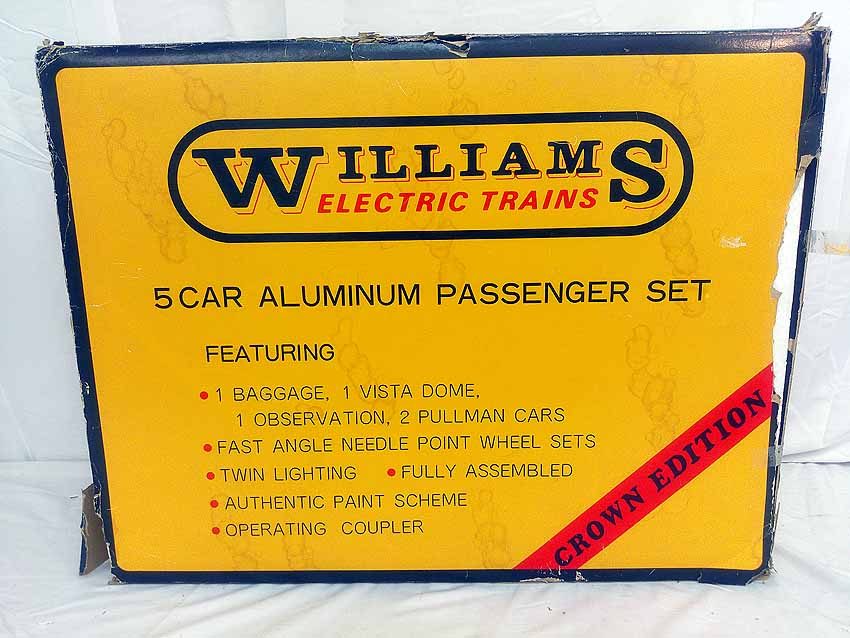 WILLIAMS
ELECTRIC TRAINS
5 CAR ALUMINUM PASSENGER SET
FEATURING
• 1 BAGGAGE, 1 VISTA DOME,
1 OBSERVATION, 2 PULLMAN CARS
• FAST ANGLE NEEDLE POINT WHEEL SETS
• TWIN LIGHTING • FULLY ASSEMBLED
• AUTHENTIC PAINT SCHEME
• OPERATING COUPLER
CROWN EDITION